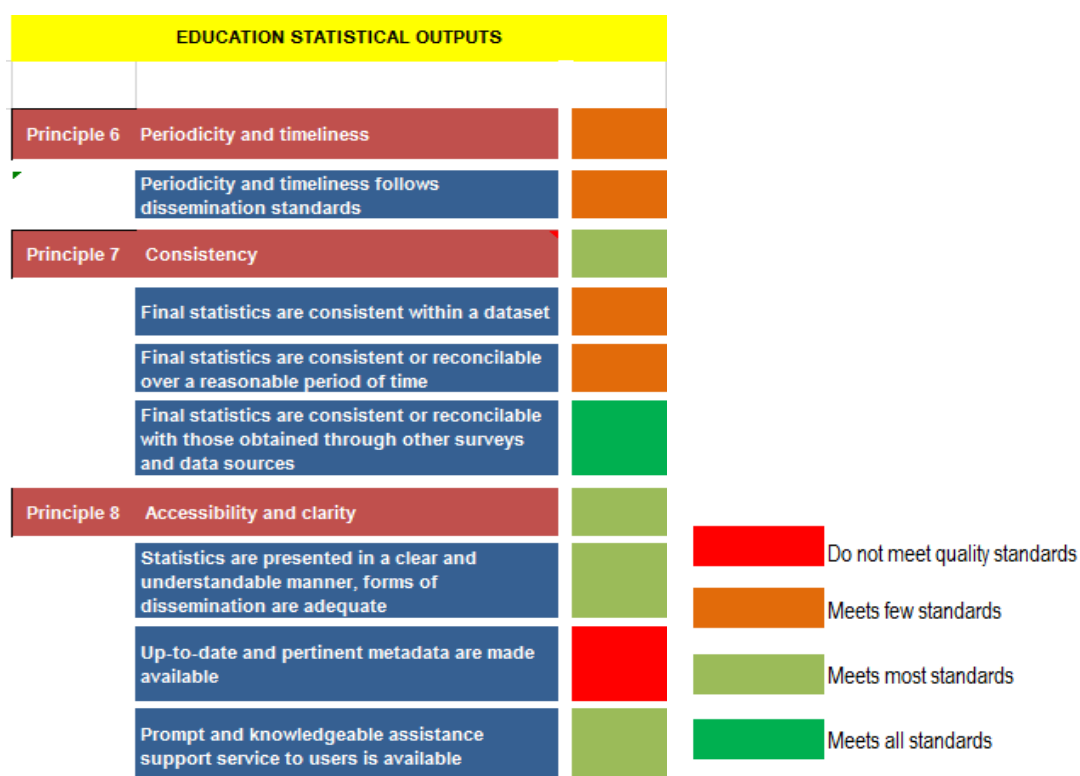 EDUCATION STATISTICAL OUTPUTS
Principle 6 Periodicity and timeliness
Periodicity and timeliness follows
dissemination standards
Principle 7 Consistency
Final statistics are consistent within a dataset
Final statistics are consistent or reconcilable
over a reasonable period of time
Final statistics are consistent or reconcilable
with those obtained through other surveys
and data sources
Principle 8 Accessibility and clarity
Statistics are presented in a clear and
understandable manner, forms of
dissemination are adequate
Up-to-date and pertinent metadata are made
available
Prompt and knowledgeable assistance
support service to users is available
Do not meet quality standards
Meets few standards
Meets most standards
Meets all standards